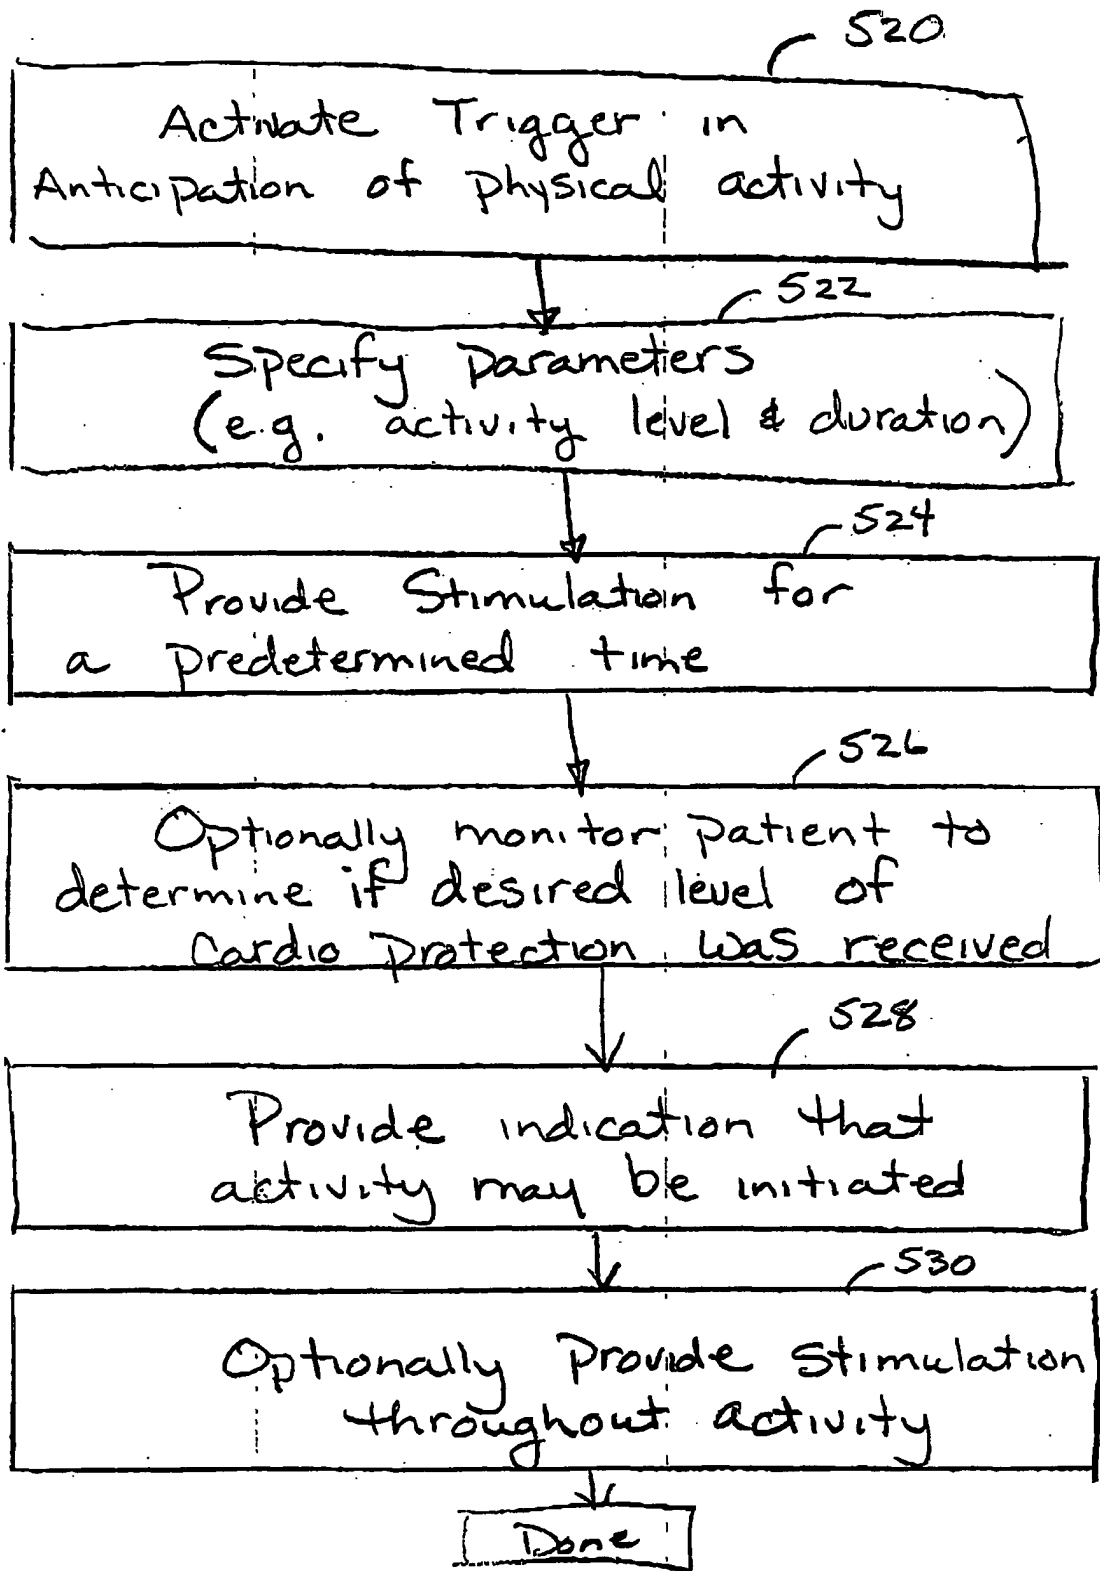 520
Activate Trigger in
Anticipation of physical activity
522
Specify Parameters
(e.g. activity level & duration)
524
Provide Stimulation for
a predetermined time
526
Optionally monitor patient to
determine if desired level of
Cardio protection was received
528
Provide indication that
activity may be initiated
530
Optionally Provide Stimulation
throughout activity
Done